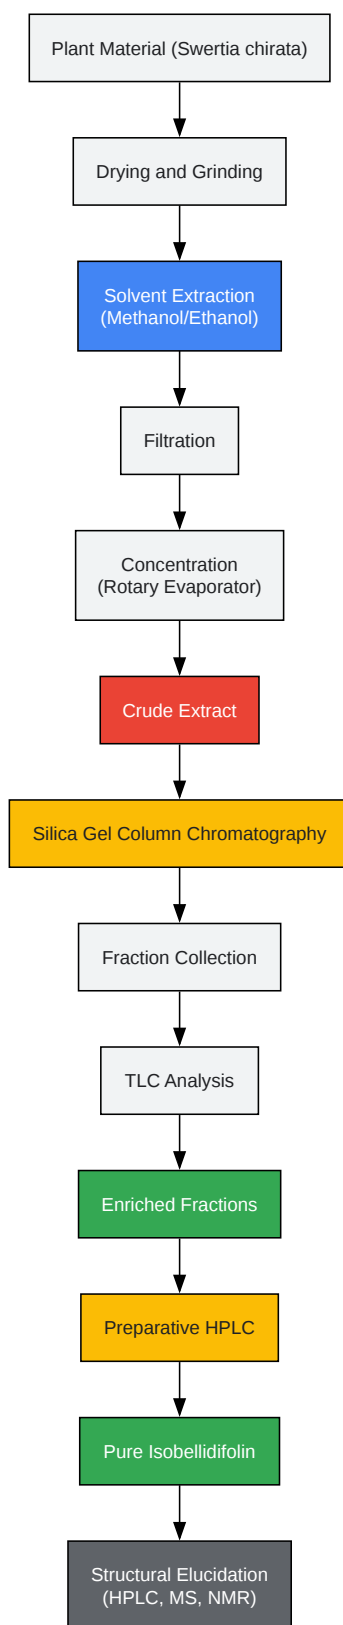 Plant Material (Swertia chirata)
Drying and Grinding
Solvent Extraction
(Methanol/Ethanol)
Filtration
Concentration
(Rotary Evaporator)
Crude Extract
Silica Gel Column Chromatography
Fraction Collection
TLC Analysis
Enriched Fractions
Preparative HPLC
Pure Isobellidifolin
Structural Elucidation
(HPLC, MS, NMR)